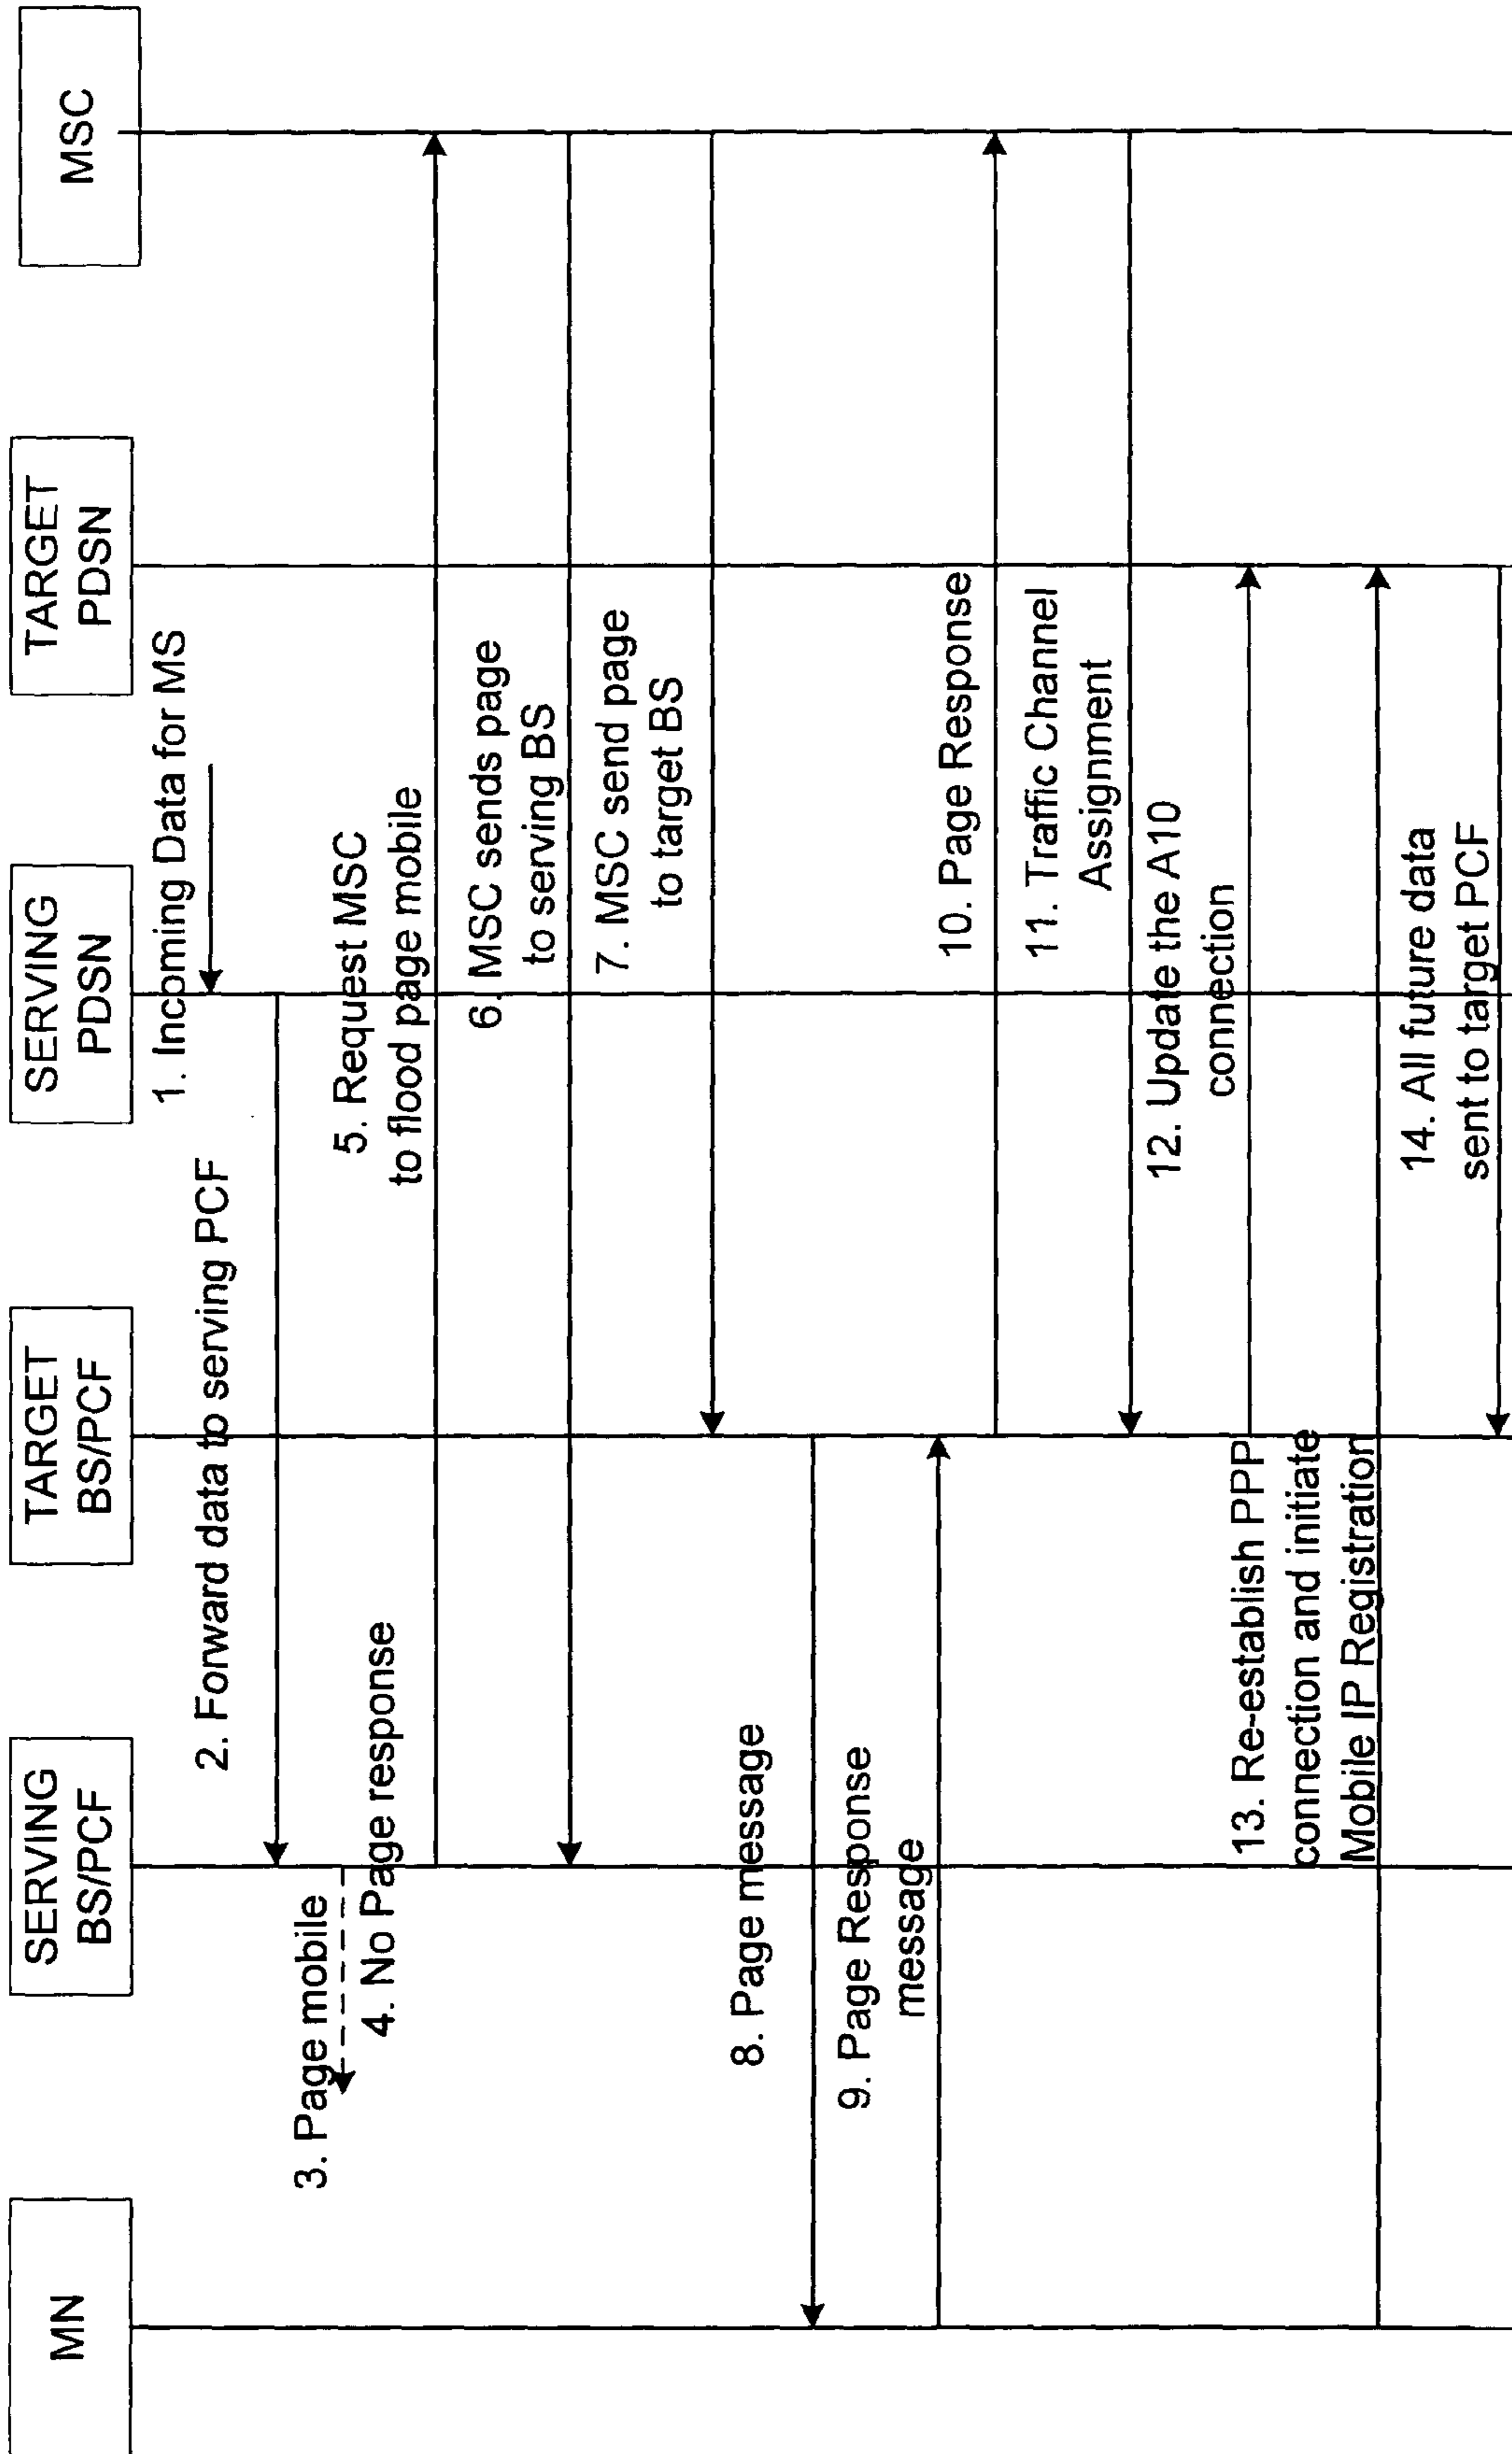 MN
SERVING
BS/PCF
TARGET
BS/PCF
SERVING
PDSN
TARGET
PDSN
MSC
1. Incoming Data for MS
2. Forward data to serving PCF
3. Page mobile
4. No Page response
5. Request MSC
to flood page mobile
6. MSC sends page
to serving BS
7. MSC send page
to target BS
8. Page message
9. Page Response
message
10. Page Response
11. Traffic Channel
Assignment
12. Update the A10
connection
13. Re-establish PPP
connection and initiate
Mobile IP Registration
14. All future data
sent to target PCF